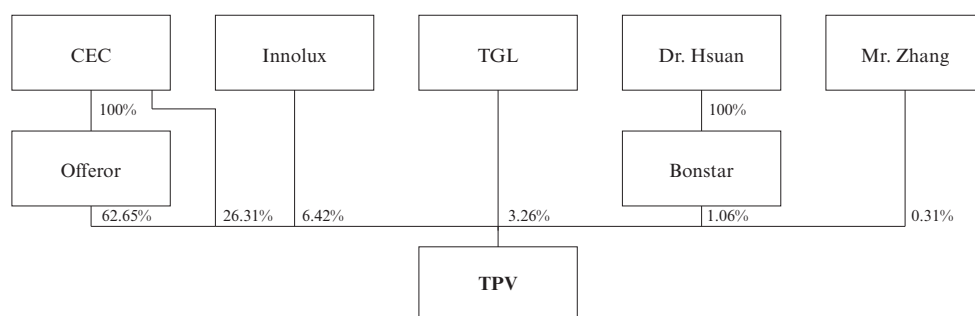 CEC
Innolux
TGL
Dr. Hsuan
Mr. Zhang
100%
100%
Offeror
Bonstar
62.65%
26.31%
6.42%
3.26%
1.06%
0.31%
TPV